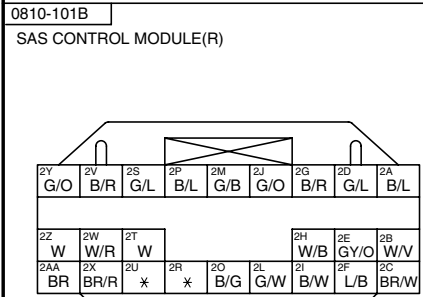 0810-101B
SAS CONTROL MODULE(R)
2Y 2V 2S 2P 2M 2J 2G 2D 2A
G/O B/R G/L B/L G/B G/O B/R G/L B/L
2Z 2W 2T 2H 2E 2B
W W/R W W/B GY/O W/V
2AA 2X 2U 2R 2O 2L 2I 2F 2C
BR BR/R * * B/G G/W B/W L/B BR/W